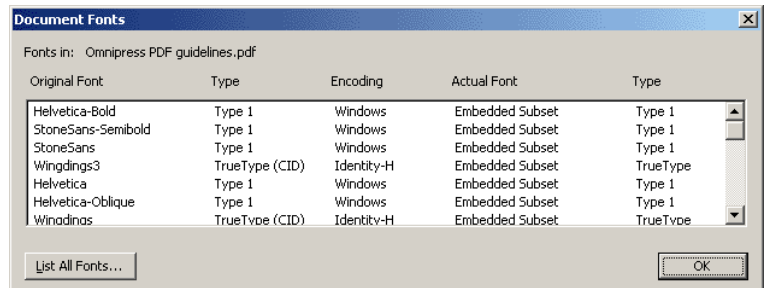 Document Fonts
Fonts in: Omnipress PDF guidelines.pdf
Original Font Type Encoding Actual Font Type
Helvetica-Bold Type 1 Windows Embedded Subset Type 1
StoneSans-Semibold Type 1 Windows Embedded Subset Type 1
StoneSans Type 1 Windows Embedded Subset Type 1
Wingdings3 TrueType (CID) Identity-H Embedded Subset TrueType
Helvetica Type 1 Windows Embedded Subset Type 1
Helvetica-Oblique Type 1 Windows Embedded Subset Type 1
Wingdings TrueType (CID) Identity-H Embedded Subset TrueType
List All Fonts... OK